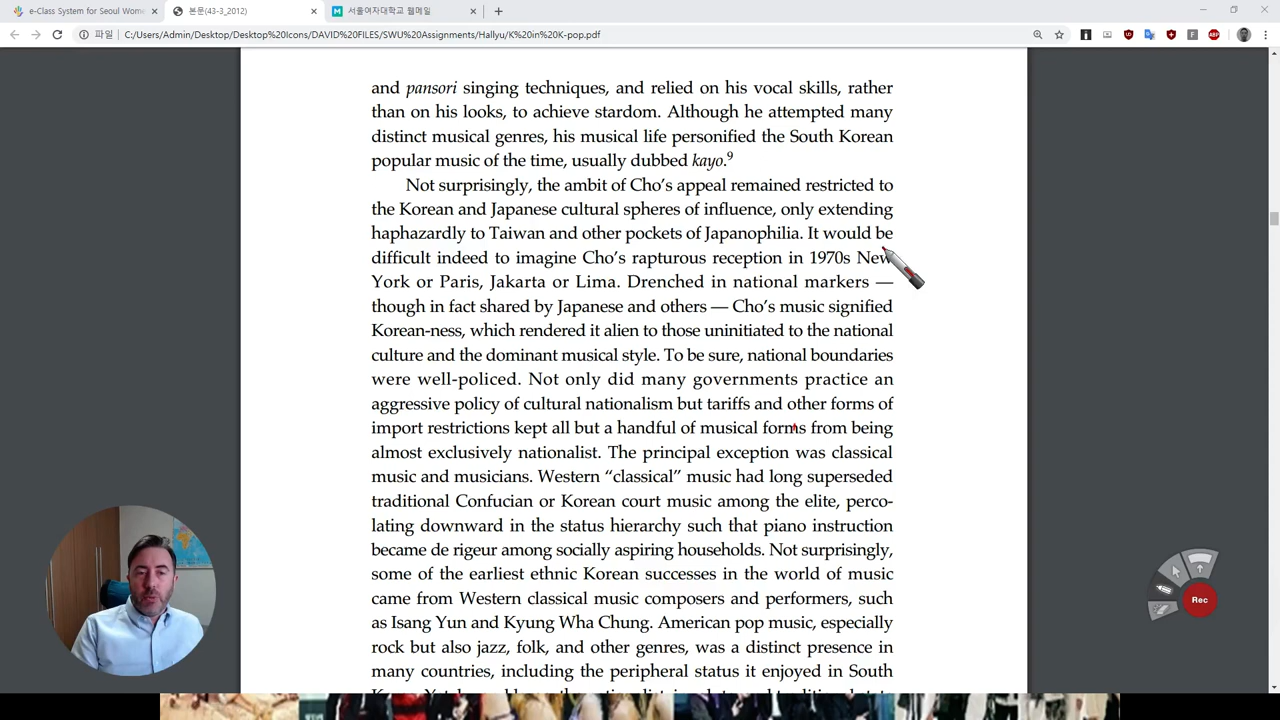 e-Class System for Seoul Wome
본문(43-3_2012)
서울여자대학교 웹메일
파일 C:/Users/Admin/Desktop/Desktop%20Icons/DAVID%20FILES/SWU%20Assignments/Hallyu/K%20in%20K-pop.pdf
and pansori singing techniques, and relied on his vocal skills, rather
than on his looks, to achieve stardom. Although he attempted many
distinct musical genres, his musical life personified the South Korean
popular music of the time, usually dubbed kayo.9
Not surprisingly, the ambit of Cho's appeal remained restricted to
the Korean and Japanese cultural spheres of influence, only extending
haphazardly to Taiwan and other pockets of Japanophilia. It would be
difficult indeed to imagine Cho's rapturous reception in 1970s New
York or Paris, Jakarta or Lima. Drenched in national markers —
though in fact shared by Japanese and others — Cho's music signified
Korean-ness, which rendered it alien to those uninitiated to the national
culture and the dominant musical style. To be sure, national boundaries
were well-policed. Not only did many governments practice an
aggressive policy of cultural nationalism but tariffs and other forms of
import restrictions kept all but a handful of musical forms from being
almost exclusively nationalist. The principal exception was classical
music and musicians. Western "classical" music had long superseded
traditional Confucian or Korean court music among the elite, perco-
lating downward in the status hierarchy such that piano instruction
became de rigeur among socially aspiring households. Not surprisingly,
some of the earliest ethnic Korean successes in the world of music
came from Western classical music composers and performers, such
as Isang Yun and Kyung Wha Chung. American pop music, especially
rock but also jazz, folk, and other genres, was a distinct presence in
many countries, including the peripheral status it enjoyed in South
Rec